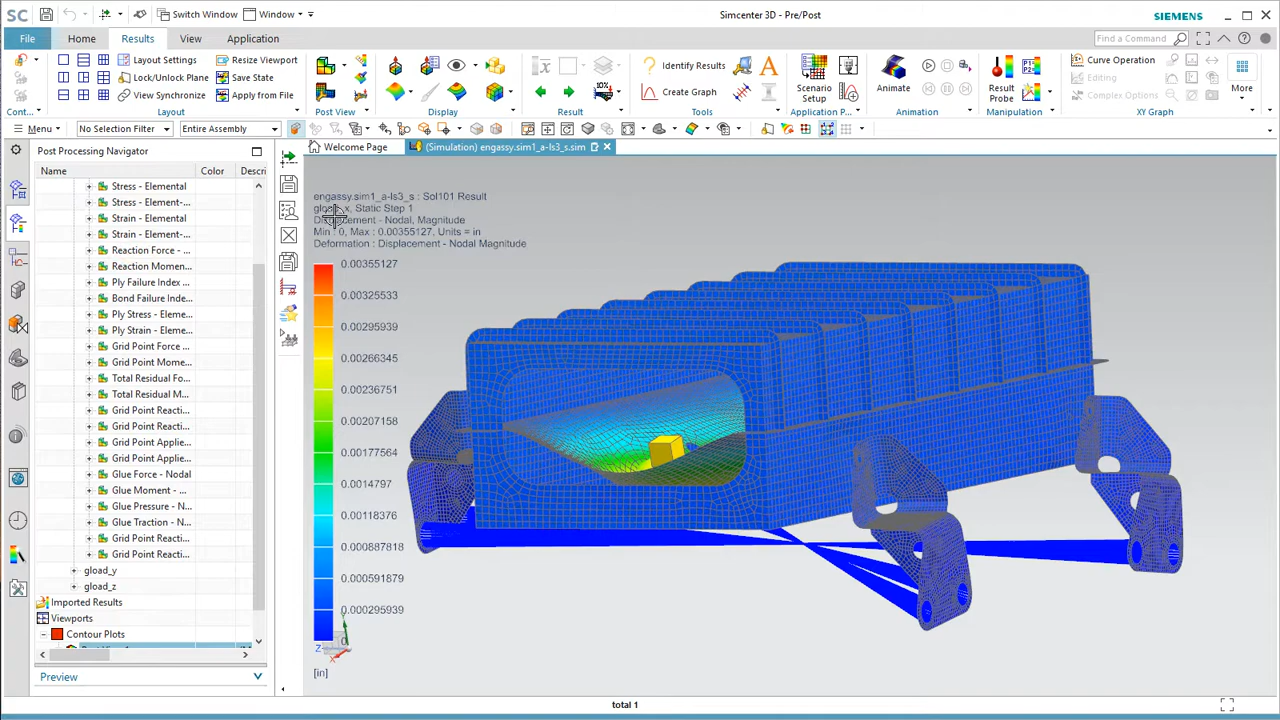 SC
Switch Window
Window
Simcenter 3D - Pre/Post
SIEMENS
File
Home
Results
View
Application
Find a Command
Layout Settings
Resize Viewport
Lock/Unlock Plane
Save State
View Synchronize
Apply from File
Cont...
Layout
Post View
Display
Result
10%
Identify Results
Create Graph
Tools
Scenario
Setup
Application P...
Animate
Animation
Result
Probe
Manipulation
Curve Operation
Editing
Complex Options
XY Graph
More
Menu
No Selection Filter
Entire Assembly
Post Processing Navigator
Welcome Page
(Simulation) engassy.sim1_a-ls3_s.sim
Name
Color
Descri
Stress - Elemental
Stress - Element-...
Strain - Elemental
Strain - Element-...
Reaction Force -...
Reaction Momen...
Ply Failure Index ...
Bond Failure Inde...
Ply Stress - Eleme...
Ply Strain - Eleme...
Grid Point Force ...
Grid Point Mome...
Total Residual Fo...
Total Residual M...
Grid Point Reacti...
Grid Point Reacti...
Grid Point Applie...
Grid Point Applie...
Glue Force - Nodal
Glue Moment - ...
Glue Pressure - N...
Glue Traction - N...
Grid Point Reacti...
Grid Point Reacti...
gload_y
gload_z
Imported Results
Viewports
Contour Plots
Preview
engassy.sim1_a-ls3_s : Sol101 Result
gload_x, Static Step 1
Displacement - Nodal, Magnitude
Min : 0, Max : 0.00355127, Units = in
Deformation : Displacement - Nodal Magnitude
0.00355127
0.00325533
0.00295939
0.00266345
0.00236751
0.00207158
0.00177564
0.0014797
0.00118376
0.000887818
0.000591879
0.000295939
0
Y
Z
X
[in]
total 1